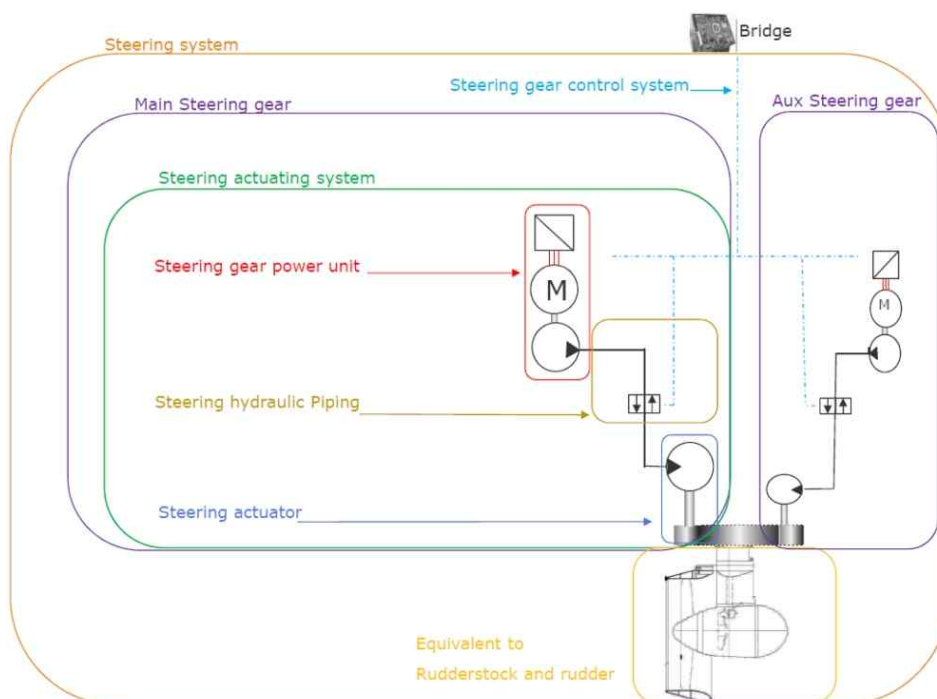 Bridge
Steering system
Steering gear control system
Main Steering gear
Aux Steering gear
Steering actuating system
Steering gear power unit
M
M
Steering hydraulic Piping
Steering actuator
Equivalent to
Rudderstock and rudder